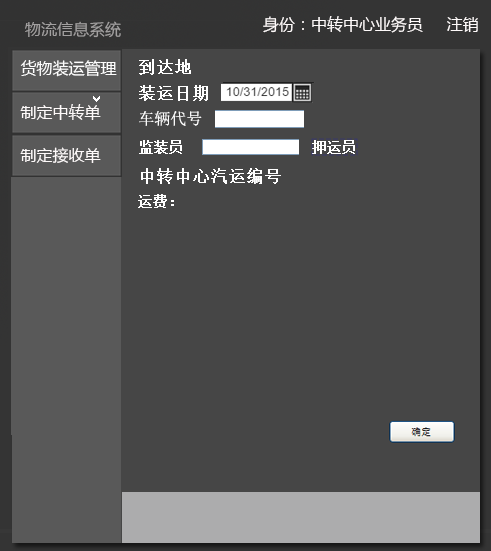 物流信息系统
身份：中转中心业务员 注销
货物装运管理
制定中转单
制定接收单
到达地
装运日期 10/31/2015
车辆代号
监装员 押运员
中转中心汽运编号
运费：
确定